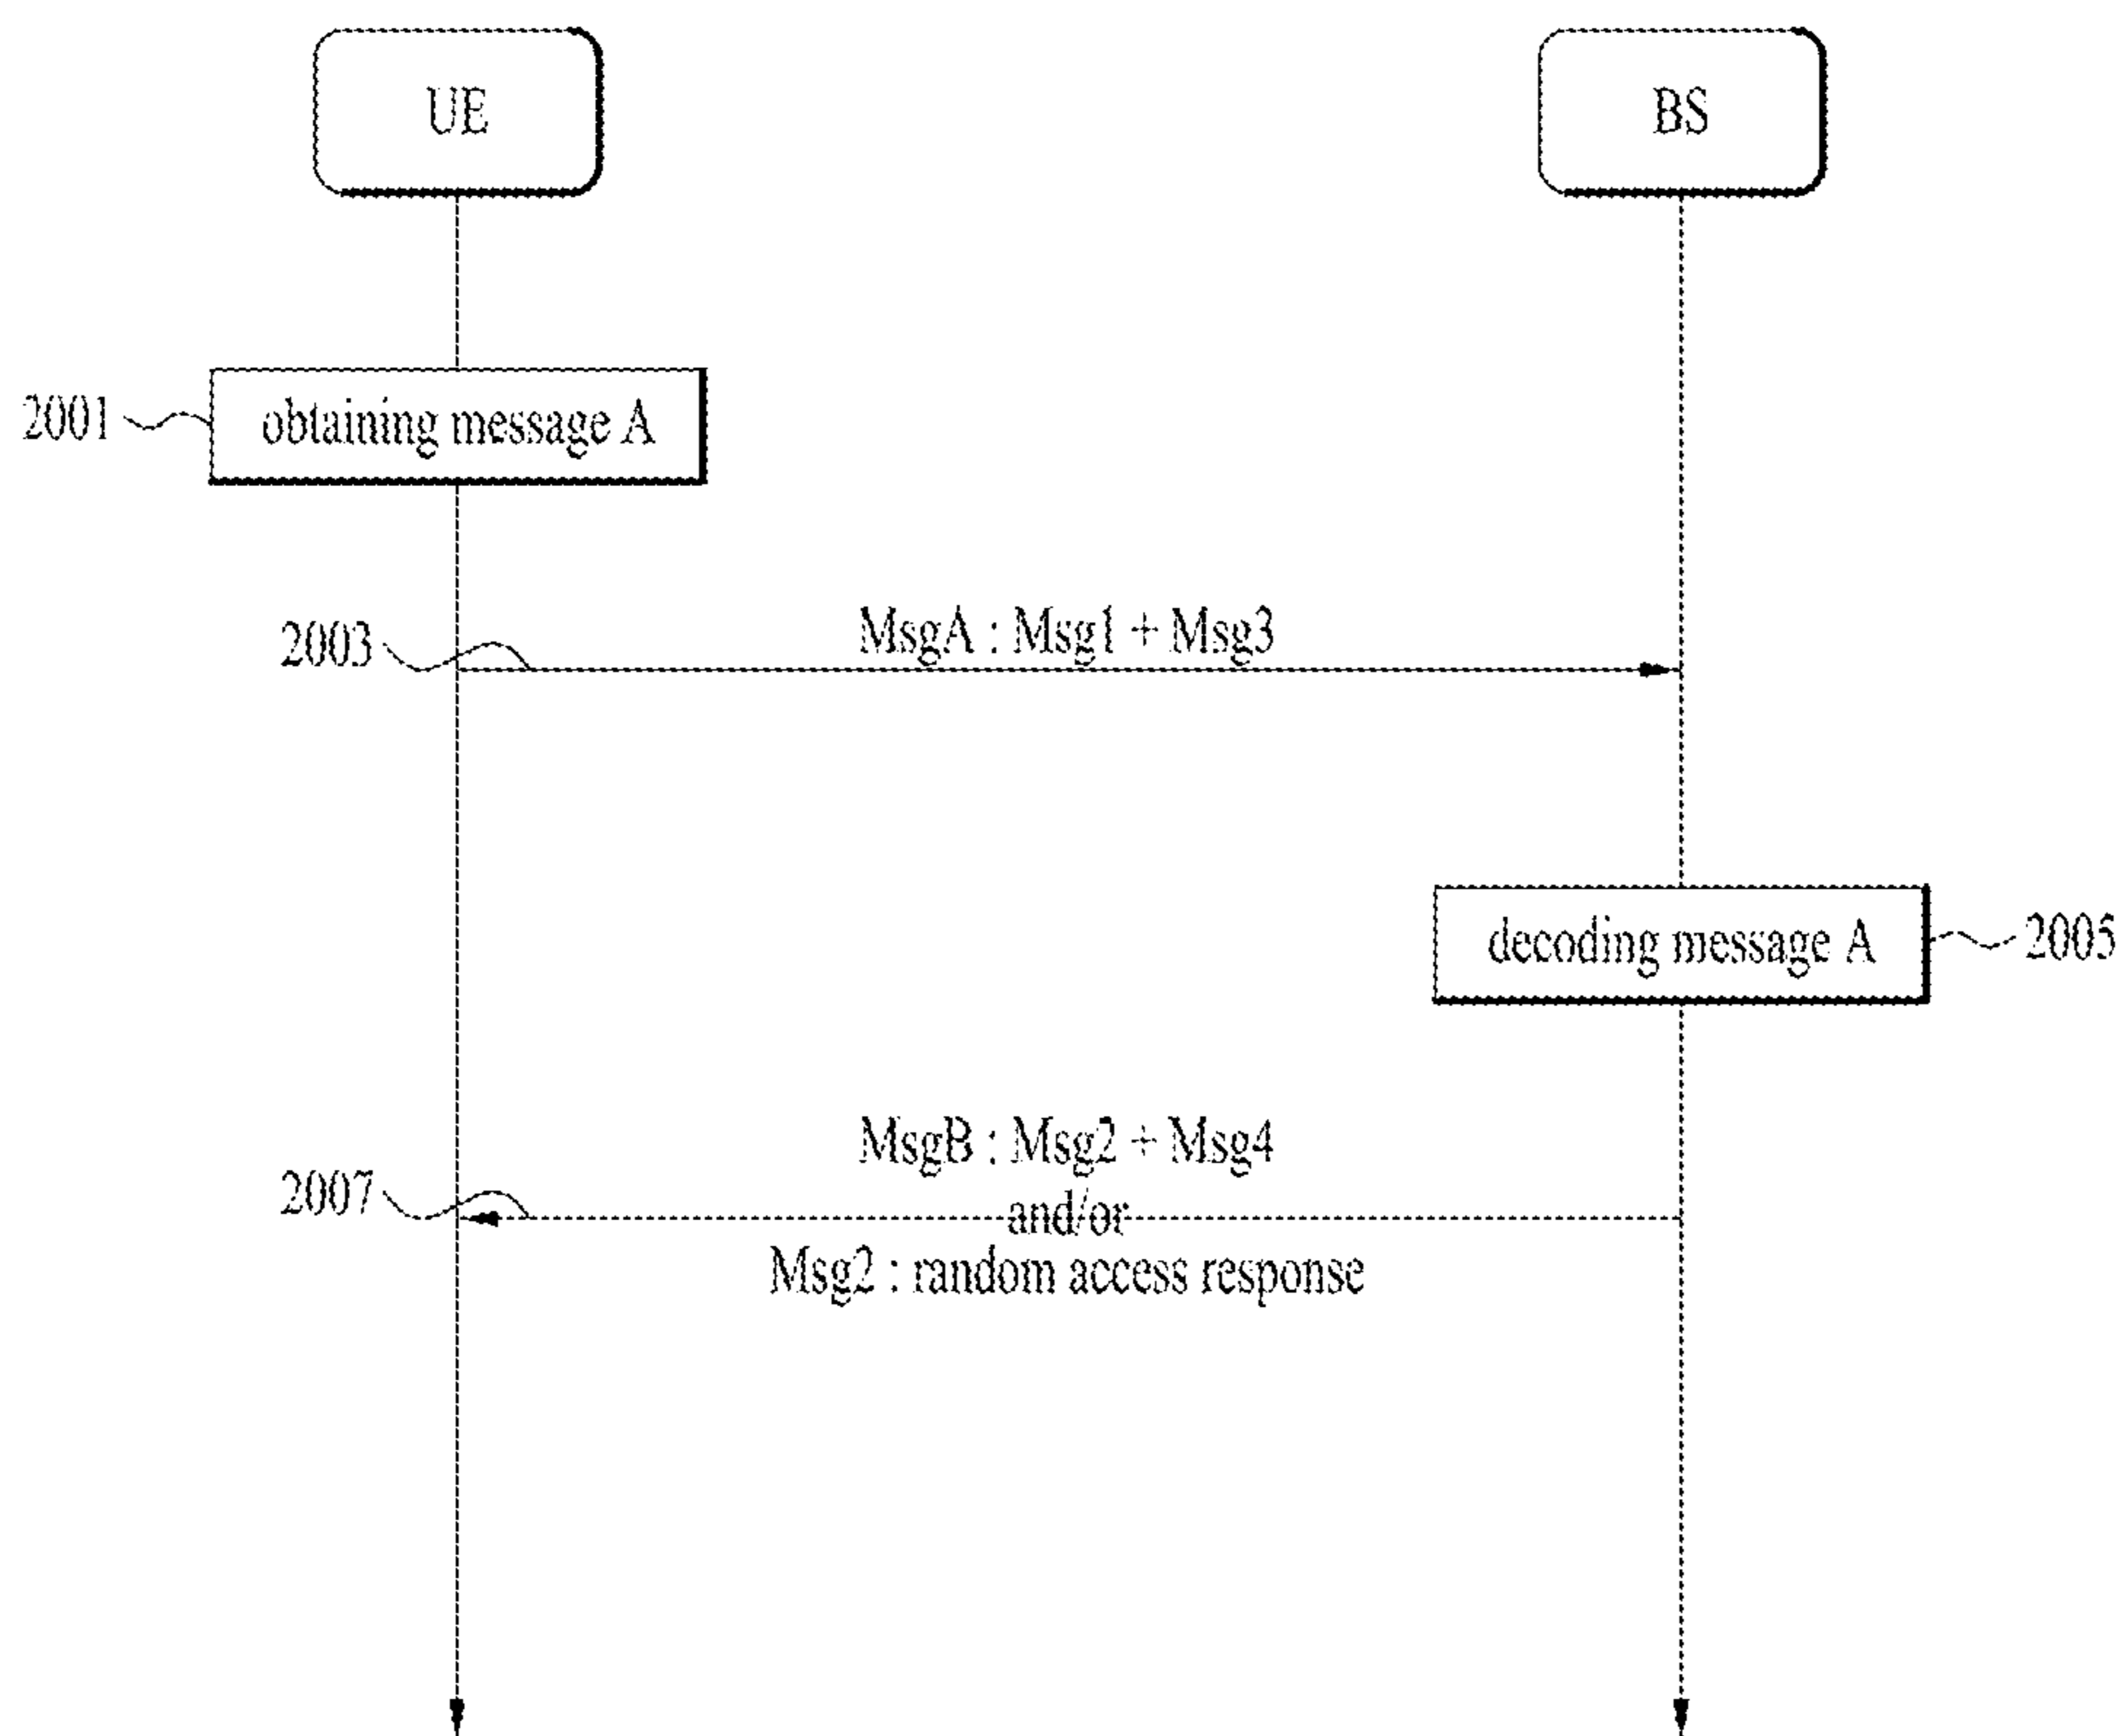 UE
BS
2001
obtaining message A
2003
MsgA : Msg1 + Msg3
decoding message A
2005
MsgB : Msg2 + Msg4
2007
and/or
Msg2 : random access response